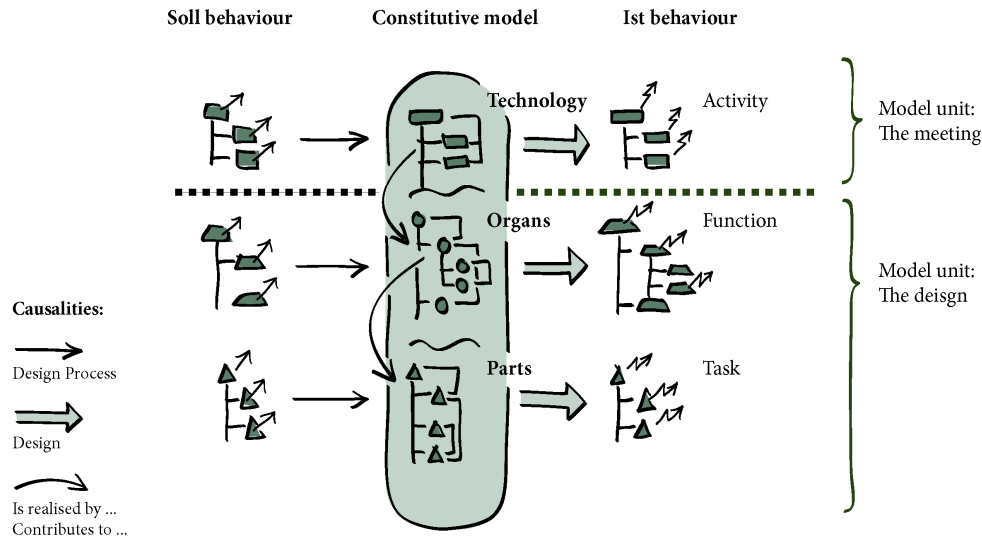 Soll behaviour
Constitutive model
Ist behaviour
Technology
Activity
Model unit:
The meeting
Organs
Function
Model unit:
The deisgn
Causalities:
Design Process
Parts
Task
Design
Is realised by ...
Contributes to ...